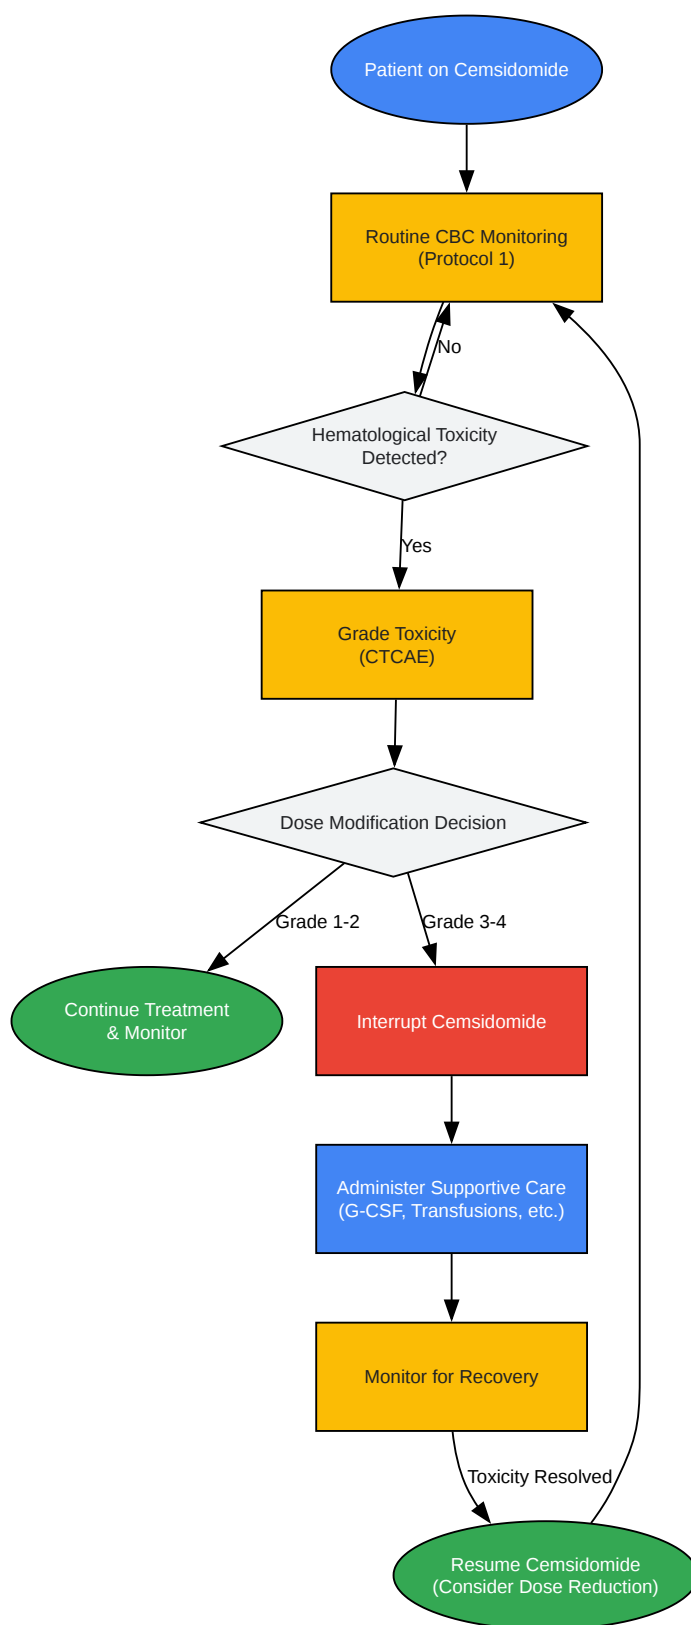 Patient on Cemsidomide
Routine CBC Monitoring
(Protocol 1)
No
Hematological Toxicity
Detected?
Yes
Grade Toxicity
(CTCAE)
Dose Modification Decision
Grade 1-2
Grade 3-4
Continue Treatment
& Monitor
Interrupt Cemsidomide
Administer Supportive Care
(G-CSF, Transfusions, etc.)
Monitor for Recovery
Toxicity Resolved
Resume Cemsidomide
(Consider Dose Reduction)